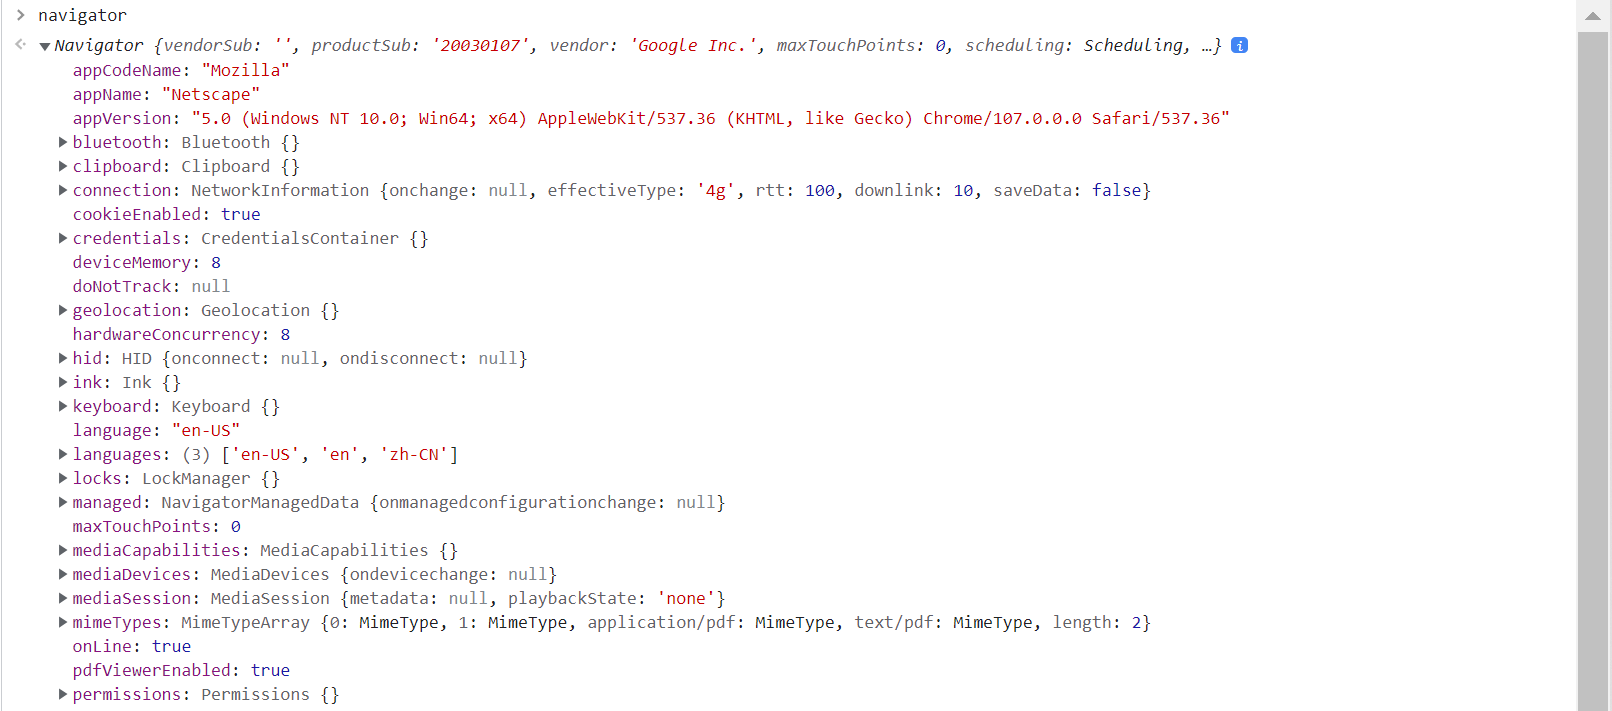 navigator
Navigator {vendorSub: '', productSub: '20030107', vendor: 'Google Inc.', maxTouchPoints: 0, scheduling: Scheduling, …}
appCodeName: "Mozilla"
appName: "Netscape"
appVersion: "5.0 (Windows NT 10.0; Win64; x64) AppleWebKit/537.36 (KHTML, like Gecko) Chrome/107.0.0.0 Safari/537.36"
bluetooth: Bluetooth {}
clipboard: Clipboard {}
connection: NetworkInformation {onchange: null, effectiveType: '4g', rtt: 100, downlink: 10, saveData: false}
cookieEnabled: true
credentials: CredentialsContainer {}
deviceMemory: 8
doNotTrack: null
geolocation: Geolocation {}
hardwareConcurrency: 8
hid: HID {onconnect: null, ondisconnect: null}
ink: Ink {}
keyboard: Keyboard {}
language: "en-US"
languages: (3) ['en-US', 'en', 'zh-CN']
locks: LockManager {}
managed: NavigatorManagedData {onmanagedconfigurationchange: null}
maxTouchPoints: 0
mediaCapabilities: MediaCapabilities {}
mediaDevices: MediaDevices {ondevicechange: null}
mediaSession: MediaSession {metadata: null, playbackState: 'none'}
mimeTypes: MimeTypeArray {0: MimeType, 1: MimeType, application/pdf: MimeType, text/pdf: MimeType, length: 2}
onLine: true
pdfViewerEnabled: true
permissions: Permissions {}